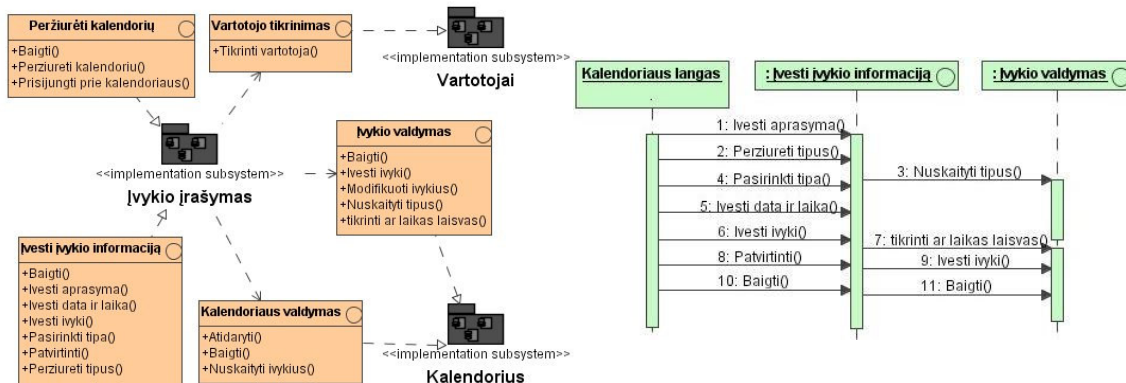 Peržiurėti kalendorių
+Baigti()
+Perziureti kalendoriu()
+Prisijungti prie kalendoriaus()
Vartotojo tikrinimas
+Tikrinti vartotoja()
<<implementation subsystem>>
Vartotojai
<<implementation subsystem>>
Įvykio įrašymas
Įvykio valdymas
+Baigti()
+Ivesti ivyki()
+Modifikuoti ivykius()
+Nuskaityti tipus()
+tikrinti ar laikas laisvas()
Įvesti įvykio informaciją
+Baigti()
+Ivesti aprasyma()
+Ivesti data ir laika()
+Ivesti ivyki()
+Pasirinkti tipa()
+Patvirtinti()
+Perziureti tipus()
Kalendoriaus valdymas
+Atidaryti()
+Baigti()
+Nuskaityti ivykius()
<<implementation subsystem>>
Kalendorius
Kalendoriaus langas
.
: Įvesti įvykio informaciją
: Įvykio valdymas
1: Ivesti aprasyma()
2: Perziureti tipus()
3: Nuskaityti tipus()
4: Pasirinkti tipa()
5: Ivesti data ir laika()
6: Ivesti ivyki()
7: tikrinti ar laikas laisvas()
8: Patvirtinti()
9: Ivesti ivyki()
10: Baigti()
11: Baigti()